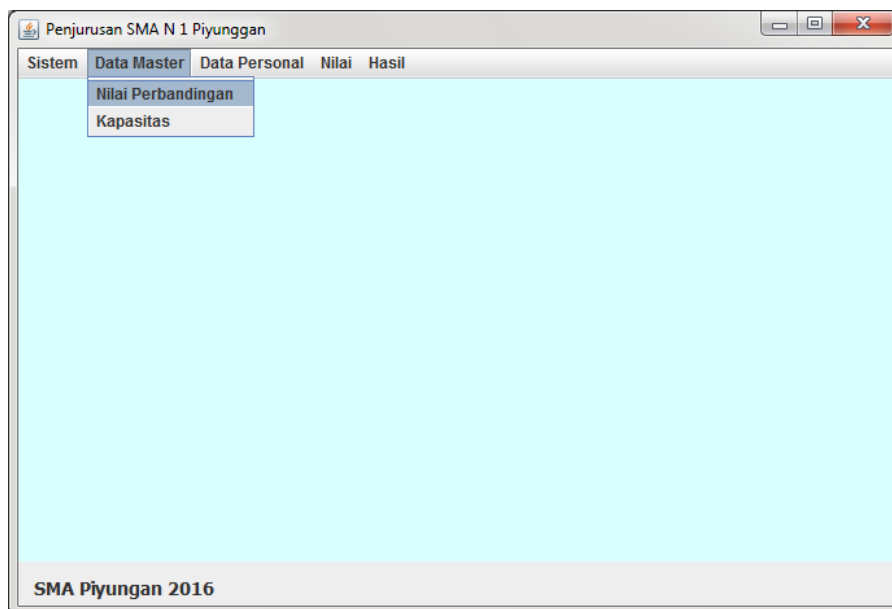 Penjurusan SMA N 1 Piyunggan
Sistem Data Master Data Personal Nilai Hasil
Nilai Perbandingan
Kapasitas
SMA Piyungan 2016